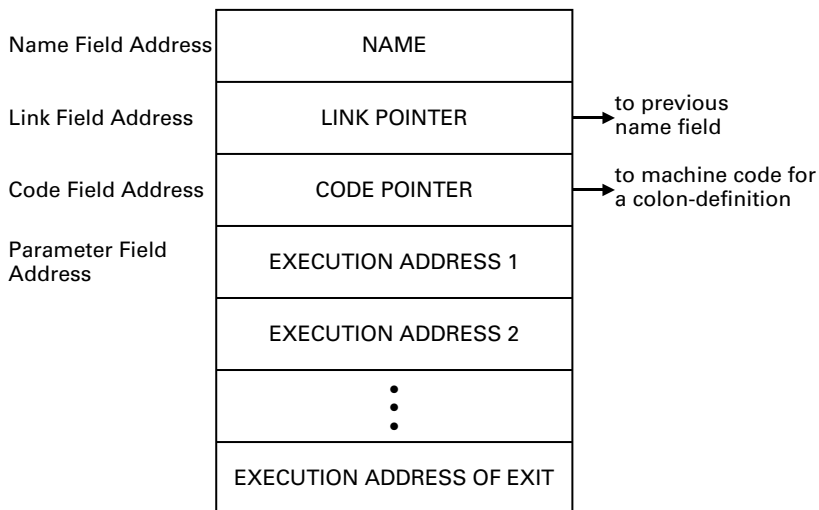 Name Field Address
NAME
Link Field Address
LINK POINTER
to previous
name field
Code Field Address
CODE POINTER
to machine code for
a colon-definition
Parameter Field
Address
EXECUTION ADDRESS 1
EXECUTION ADDRESS 2
EXECUTION ADDRESS OF EXIT